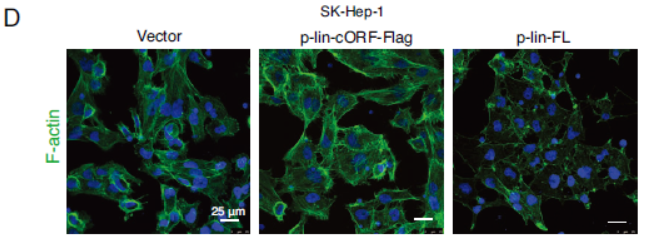 D
SK-Hep-1
Vector
p-lin-cORF-Flag
p-lin-FL
F-actin
25 µm